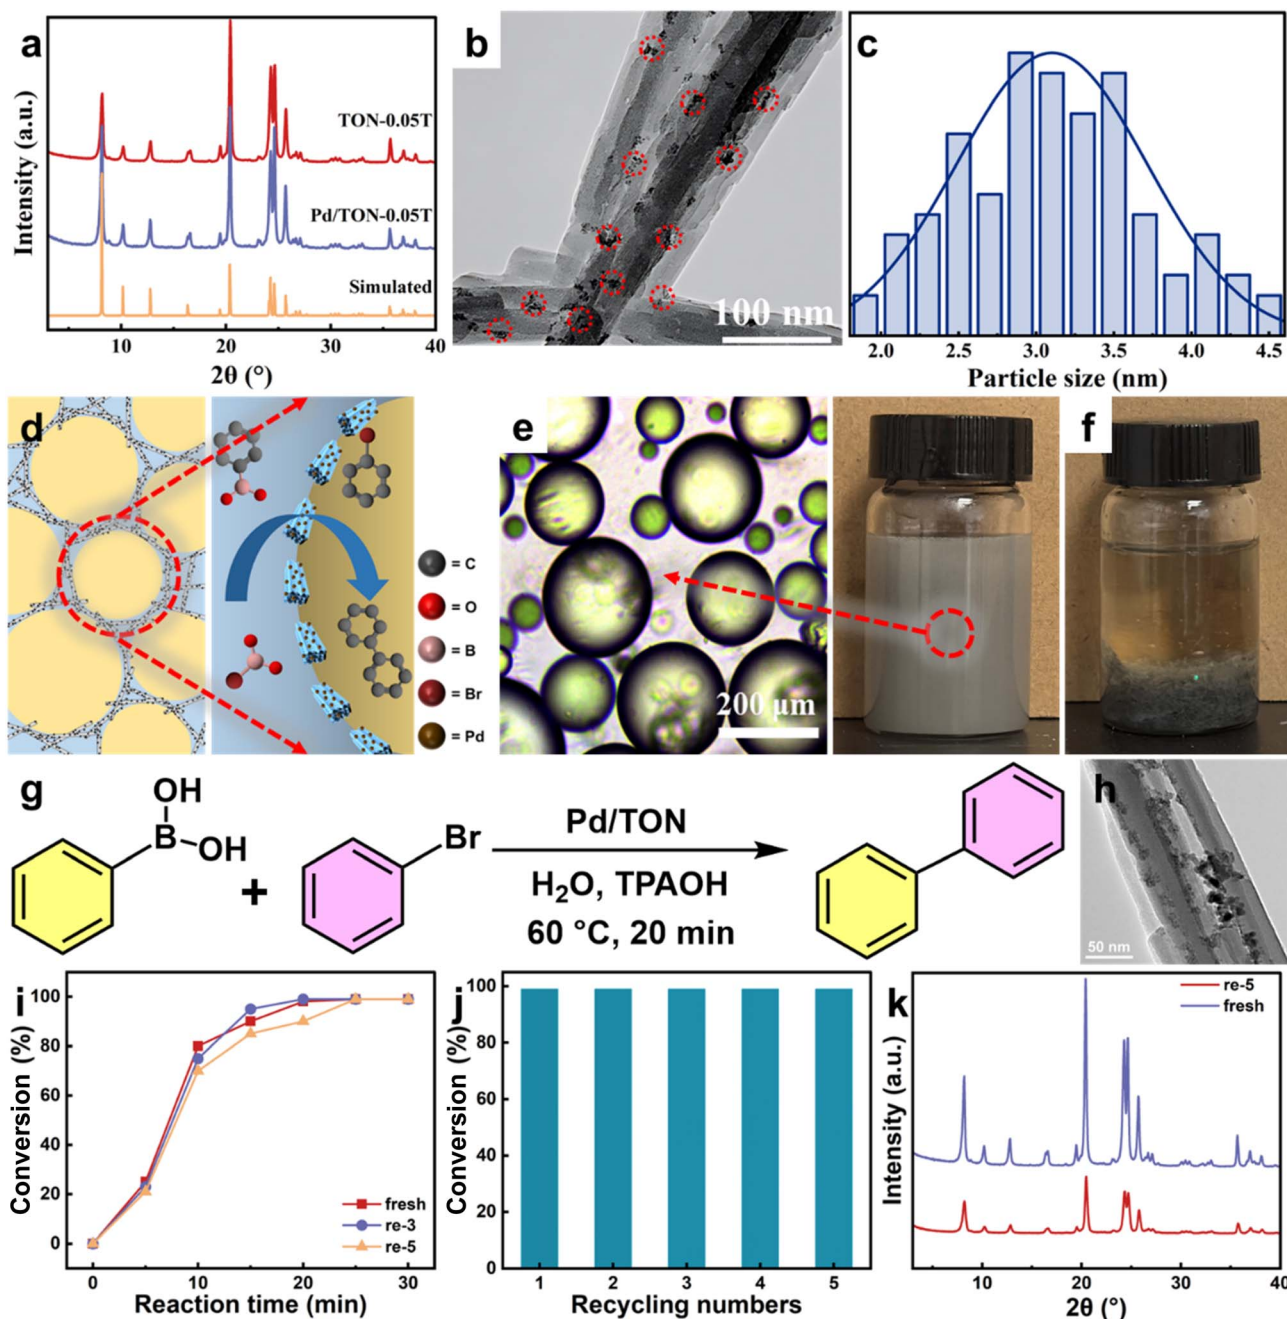 a
Intensity (a.u.)
TON-0.05T
Pd/TON-0.05T
Simulated
10 20 30 40
2θ (°)
b
100 nm
c
2.0 2.5 3.0 3.5 4.0 4.5
Particle size (nm)
d
= C
= O
= B
= Br
= Pd
e
200 μm
f
g
OH
B
OH
+
Br
Pd/TON
H₂O, TPAOH
60 °C, 20 min
h
50 nm
i
Conversion (%)
100
80
60
40
20
0
fresh
re-3
re-5
0 10 20 30
Reaction time (min)
j
Conversion (%)
100
80
60
40
20
0
1 2 3 4 5
Recycling numbers
k
Intensity (a.u.)
re-5
fresh
10 20 30 40
2θ (°)